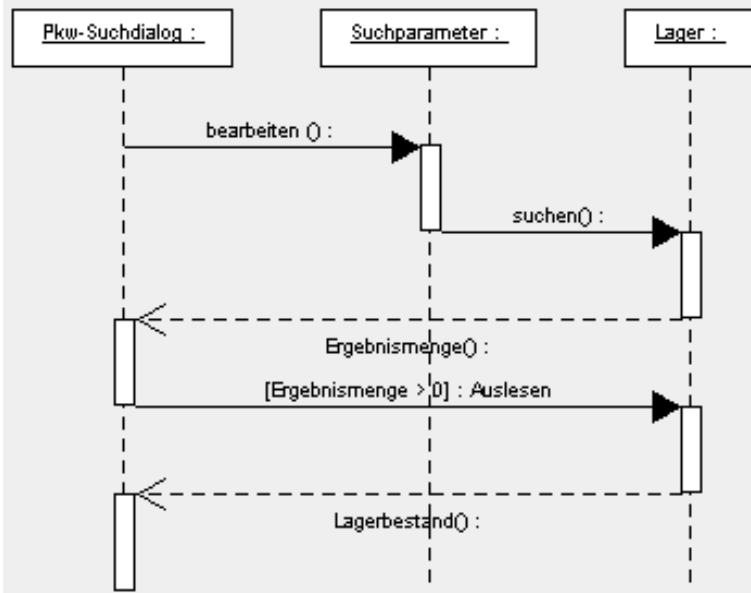 Pkw-Suchdialog :
Suchparameter :
Lager :
bearbeiten () :
suchen() :
Ergebnismenge() :
[Ergebnismenge > 0] : Auslesen
Lagerbestand() :